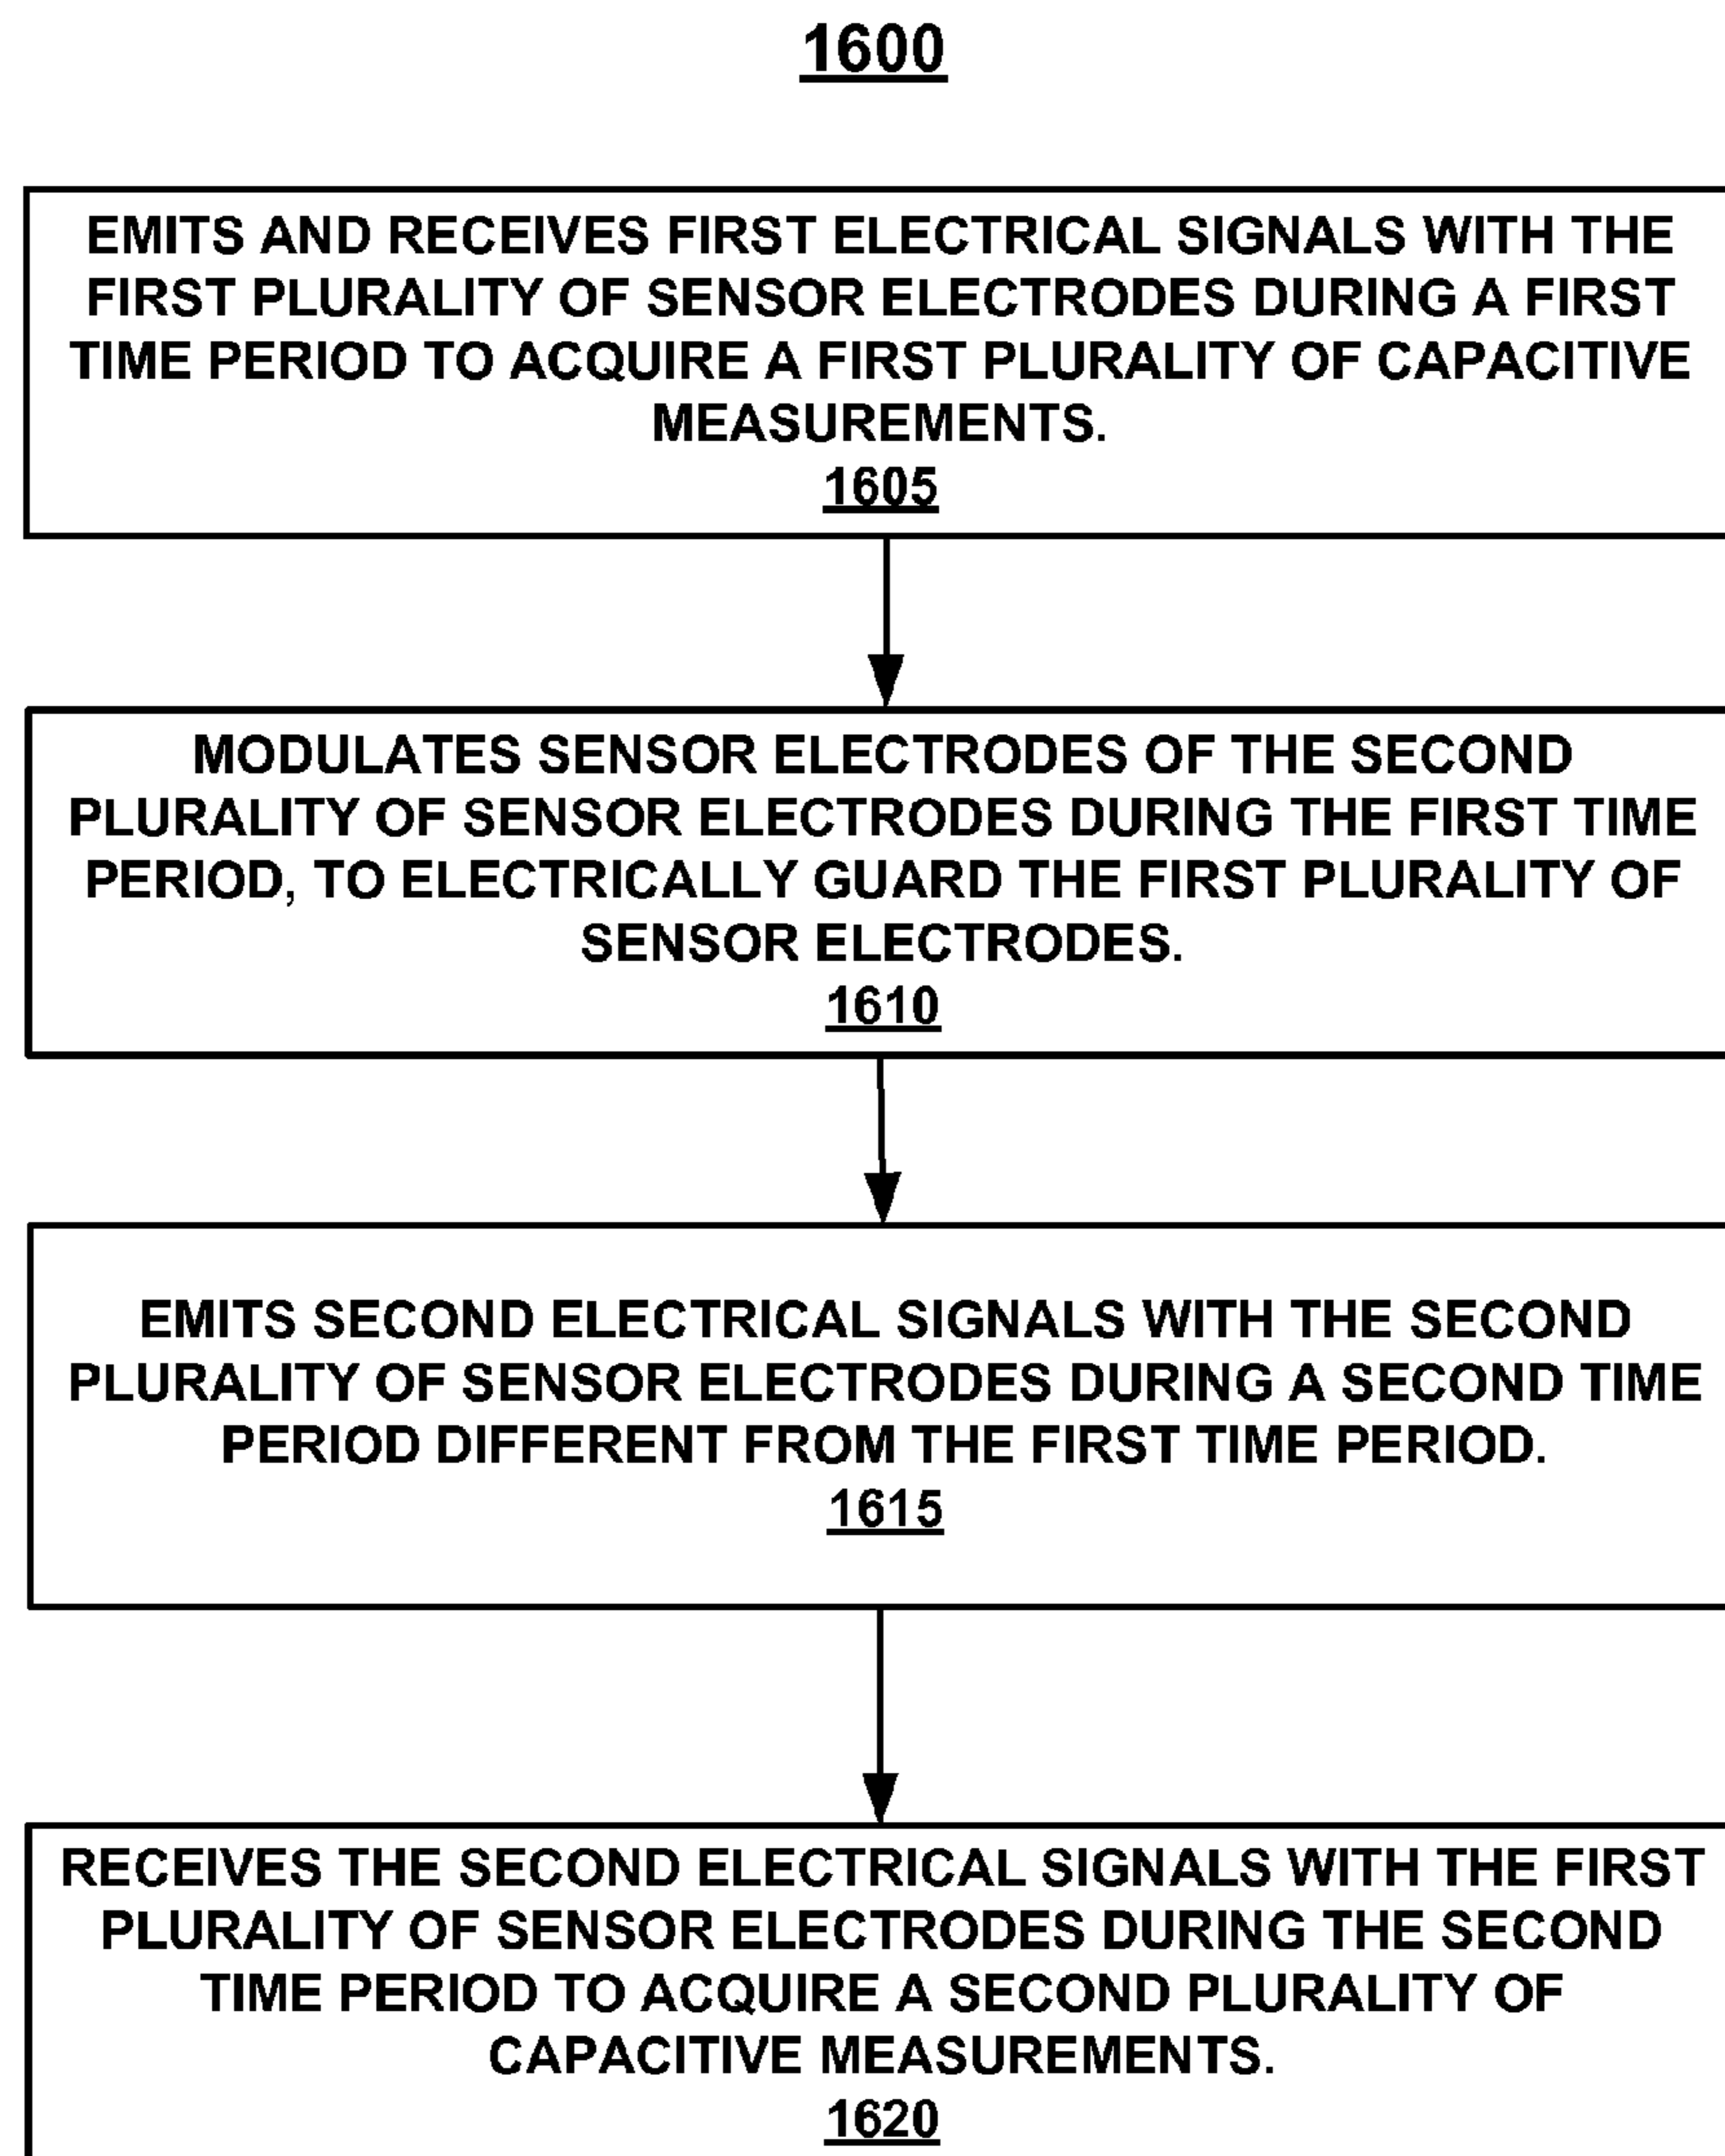 1600
EMITS AND RECEIVES FIRST ELECTRICAL SIGNALS WITH THE
FIRST PLURALITY OF SENSOR ELECTRODES DURING A FIRST
TIME PERIOD TO ACQUIRE A FIRST PLURALITY OF CAPACITIVE
MEASUREMENTS.
1605
MODULATES SENSOR ELECTRODES OF THE SECOND
PLURALITY OF SENSOR ELECTRODES DURING THE FIRST TIME
PERIOD, TO ELECTRICALLY GUARD THE FIRST PLURALITY OF
SENSOR ELECTRODES.
1610
EMITS SECOND ELECTRICAL SIGNALS WITH THE SECOND
PLURALITY OF SENSOR ELECTRODES DURING A SECOND TIME
PERIOD DIFFERENT FROM THE FIRST TIME PERIOD.
1615
RECEIVES THE SECOND ELECTRICAL SIGNALS WITH THE FIRST
PLURALITY OF SENSOR ELECTRODES DURING THE SECOND
TIME PERIOD TO ACQUIRE A SECOND PLURALITY OF
CAPACITIVE MEASUREMENTS.
1620